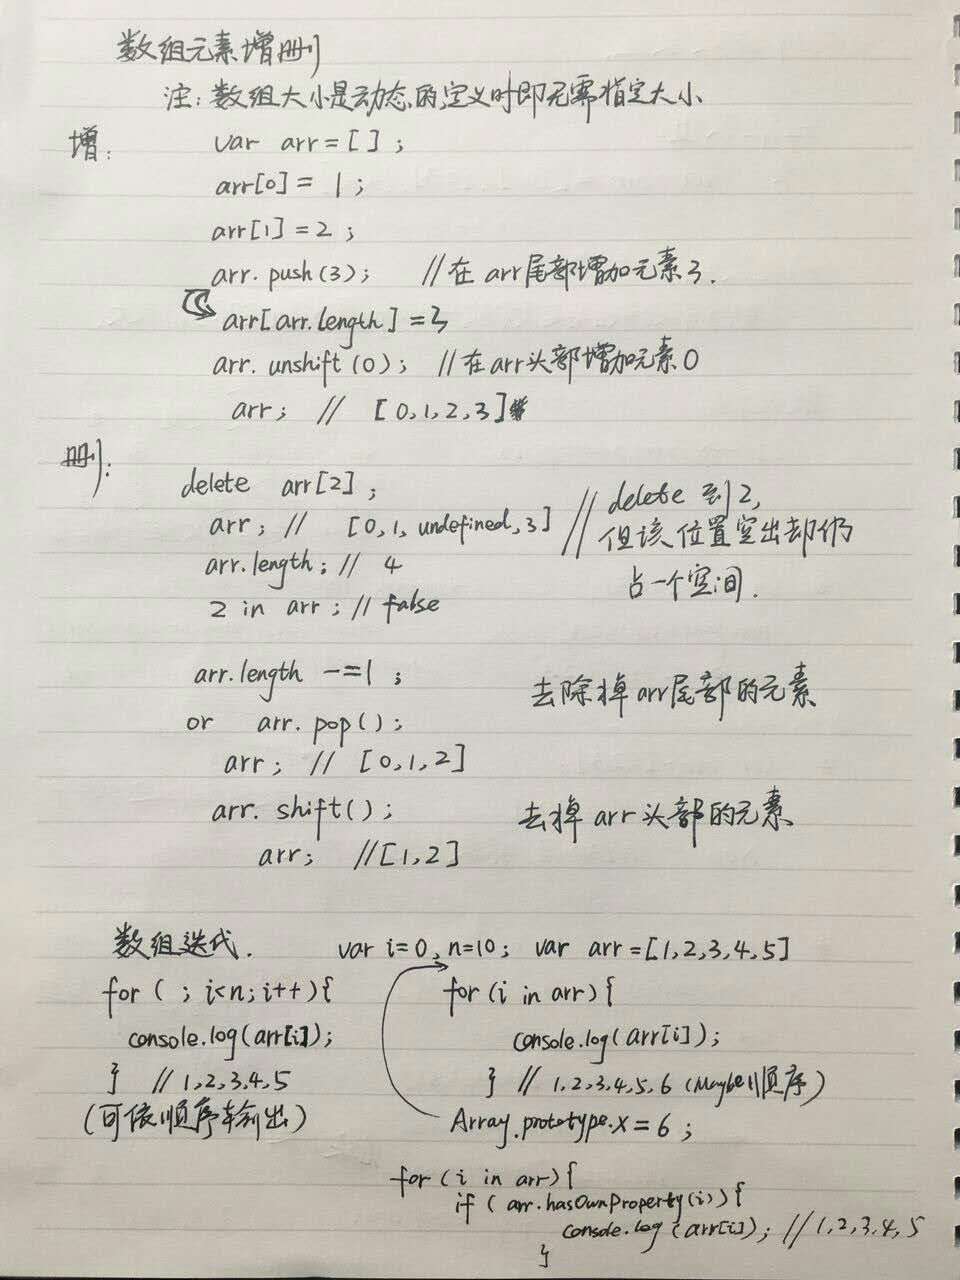 数组元素增删
注: 数组大小是动态的,定义时即无需指定大小
增:
var arr = [ ] ;
arr[0] = 1 ;
arr[1] = 2 ;
arr. push (3) ; // 在 arr尾部增加元素3.
arr[arr.length] = 3
arr. unshift (0) ; // 在arr头部增加元素0
arr ; // [0,1,2,3]
删:
delete arr[2] ;
arr ; // [0,1, undefined, 3] // delete 到2,
但该位置空出却仍
占一个空间.
arr.length ; // 4
2 in arr ; // false
arr.length -=1 ; 去除掉arr尾部的元素
or arr. pop( ) ;
arr ; // [0,1,2]
arr. shift( ) ; 去掉arr头部的元素
arr; //[1,2]
数组迭代. var i=0, n=10; var arr=[1,2,3,4,5]
for ( ; i<n; i++){
console.log(arr[i]);
} // 1,2,3,4,5
(可依顺序输出)
for (i in arr) {
console.log(arr[i]);
} // 1,2,3,4,5,6 (Maybe顺序)
Array.prototype.x = 6 ;
for (i in arr){
if ( arr.hasOwnProperty(i)){
console.log (arr[i]); // 1,2,3,4,5
}